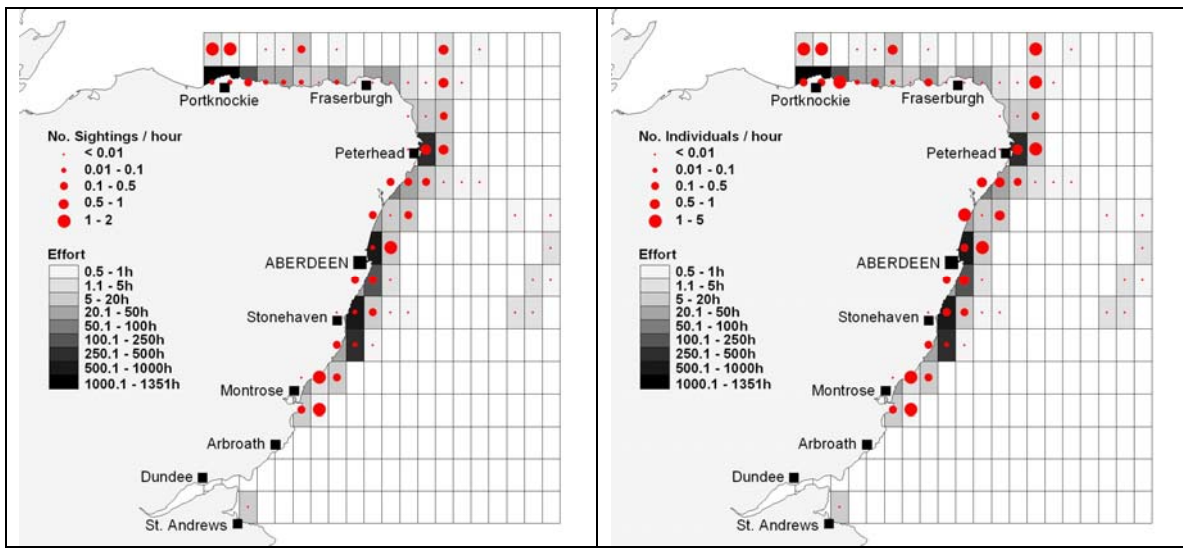 Portknockie
Fraserburgh
No. Sightings / hour
< 0.01
0.01 - 0.1
0.1 - 0.5
0.5 - 1
1 - 2
Peterhead
Effort
0.5 - 1h
1.1 - 5h
5 - 20h
20.1 - 50h
50.1 - 100h
100.1 - 250h
250.1 - 500h
500.1 - 1000h
1000.1 - 1351h
ABERDEEN
Stonehaven
Montrose
Arbroath
Dundee
St. Andrews
Portknockie
Fraserburgh
No. Individuals / hour
< 0.01
0.01 - 0.1
0.1 - 0.5
0.5 - 1
1 - 5
Peterhead
Effort
0.5 - 1h
1.1 - 5h
5 - 20h
20.1 - 50h
50.1 - 100h
100.1 - 250h
250.1 - 500h
500.1 - 1000h
1000.1 - 1351h
ABERDEEN
Stonehaven
Montrose
Arbroath
Dundee
St. Andrews